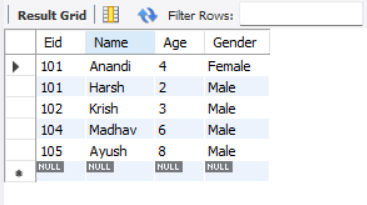 Result Grid Filter Rows:
Eid Name Age Gender
101 Anandi 4 Female
101 Harsh 2 Male
102 Krish 3 Male
104 Madhav 6 Male
105 Ayush 8 Male
NULL NULL NULL NULL